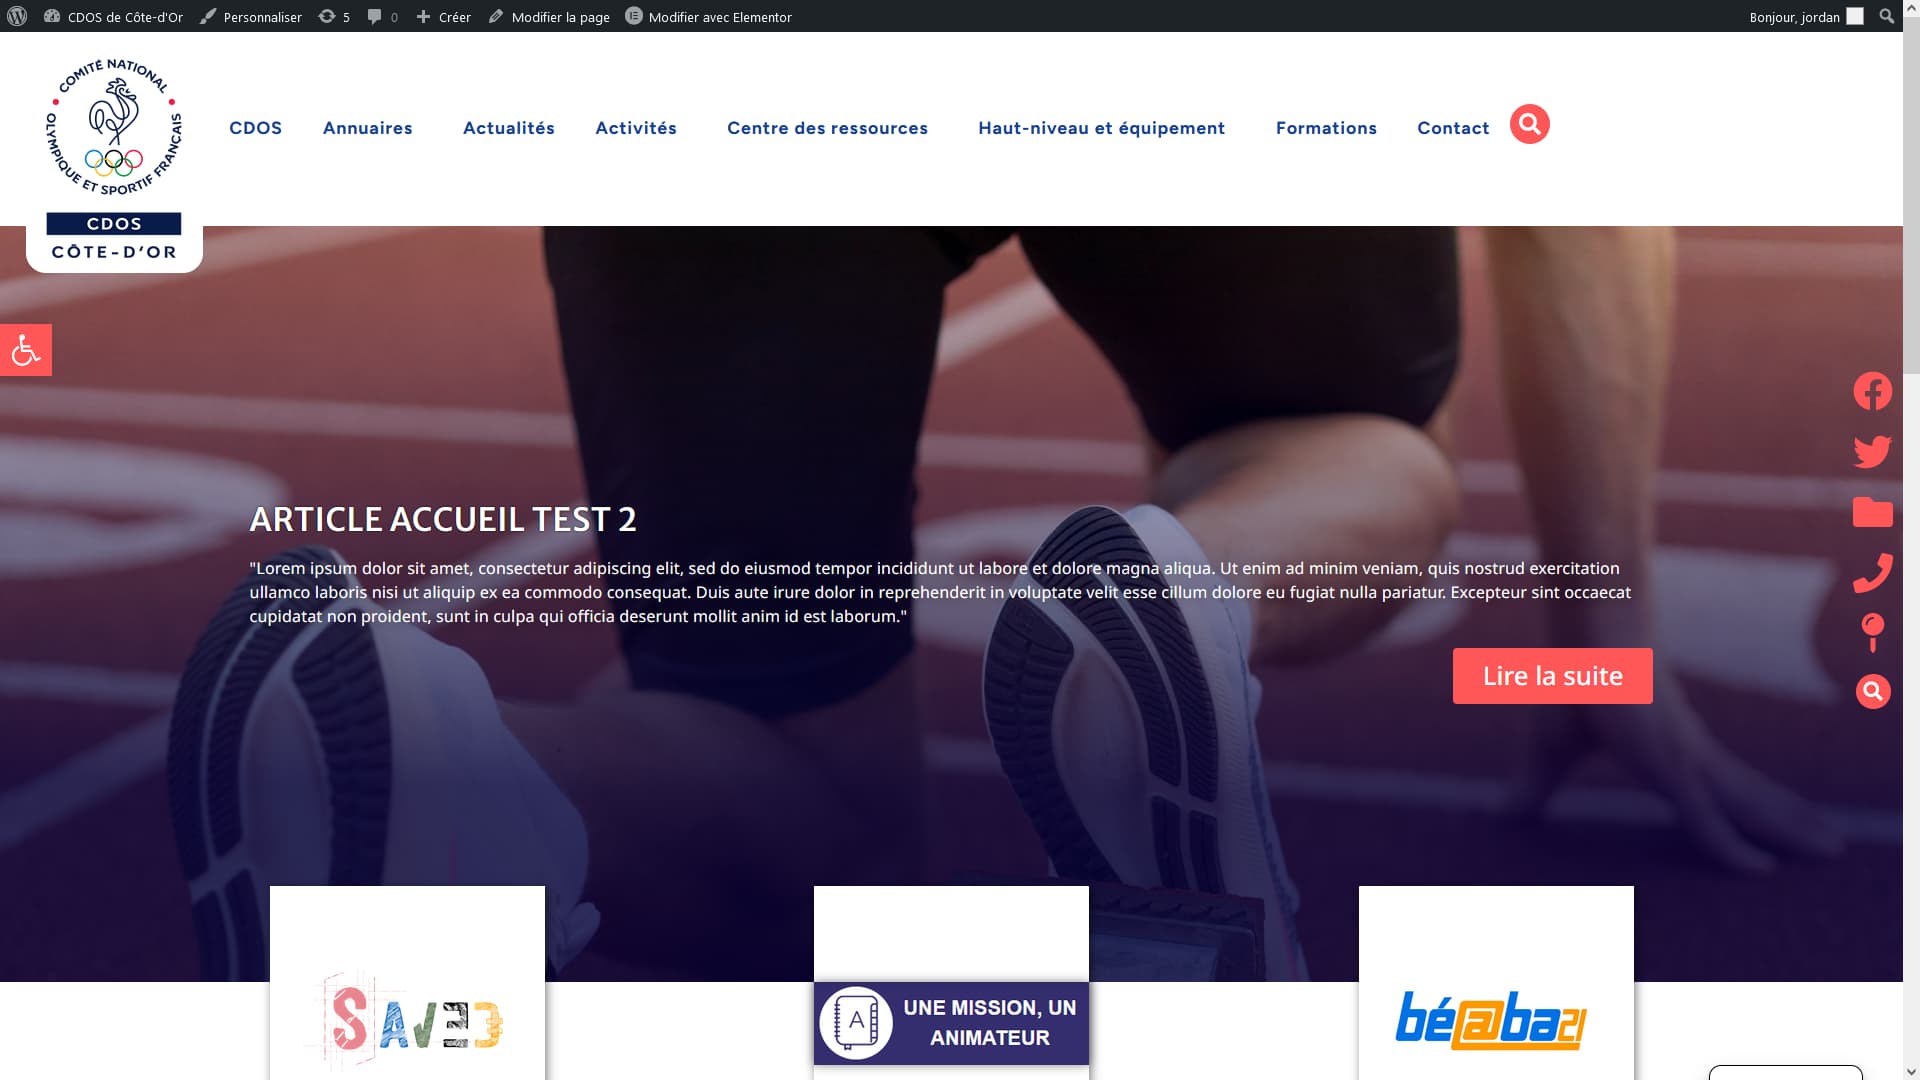 CDOS de Côte-d'Or
Personnaliser
5
0
Créer
Modifier la page
Modifier avec Elementor
Bonjour, jordan
COMITÉ NATIONAL
OLYMPIQUE ET SPORTIF FRANÇAIS
CDOS
CÔTE-D'OR
CDOS
Annuaires
Actualités
Activités
Centre des ressources
Haut-niveau et équipement
Formations
Contact
ARTICLE ACCUEIL TEST 2
"Lorem ipsum dolor sit amet, consectetur adipiscing elit, sed do eiusmod tempor incididunt ut labore et dolore magna aliqua. Ut enim ad minim veniam, quis nostrud exercitation
ullamco laboris nisi ut aliquip ex ea commodo consequat. Duis aute irure dolor in reprehenderit in voluptate velit esse cillum dolore eu fugiat nulla pariatur. Excepteur sint occaecat
cupidatat non proident, sunt in culpa qui officia deserunt mollit anim id est laborum."
Lire la suite
A
UNE MISSION, UN
ANIMATEUR
bé@ba21